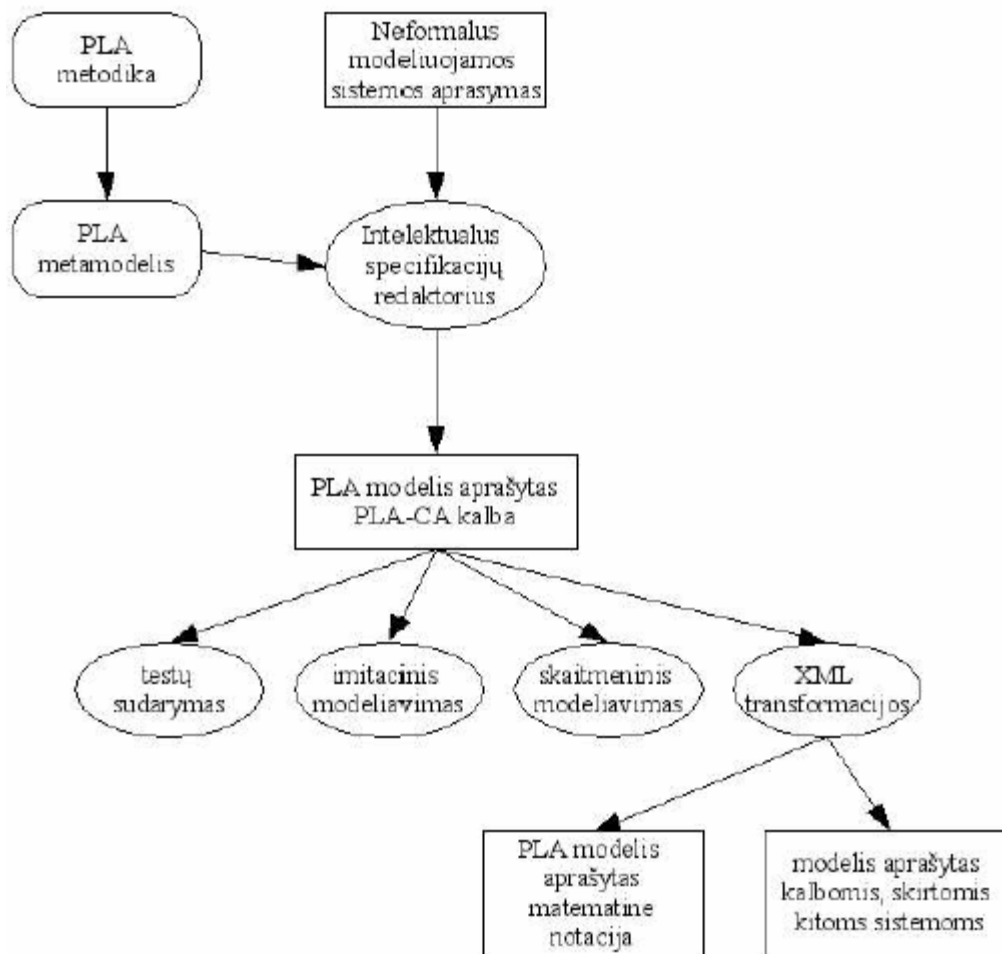 PLA
metodika
Neformalus
modeliuojamos
sistemos aprasymas
PLA
metamodelis
Intelektualus
specifikacijų
redaktorius
PLA modelis aprašytas
PLA-CA kalba
testų
sudarymas
imitacinis
modeliavimas
skaitmeninis
modeliavimas
XML
transformacijos
PLA modelis
aprašytas
matematine
notacija
modelis aprašytas
kalbomis, skirtomis
kitoms sistemoms